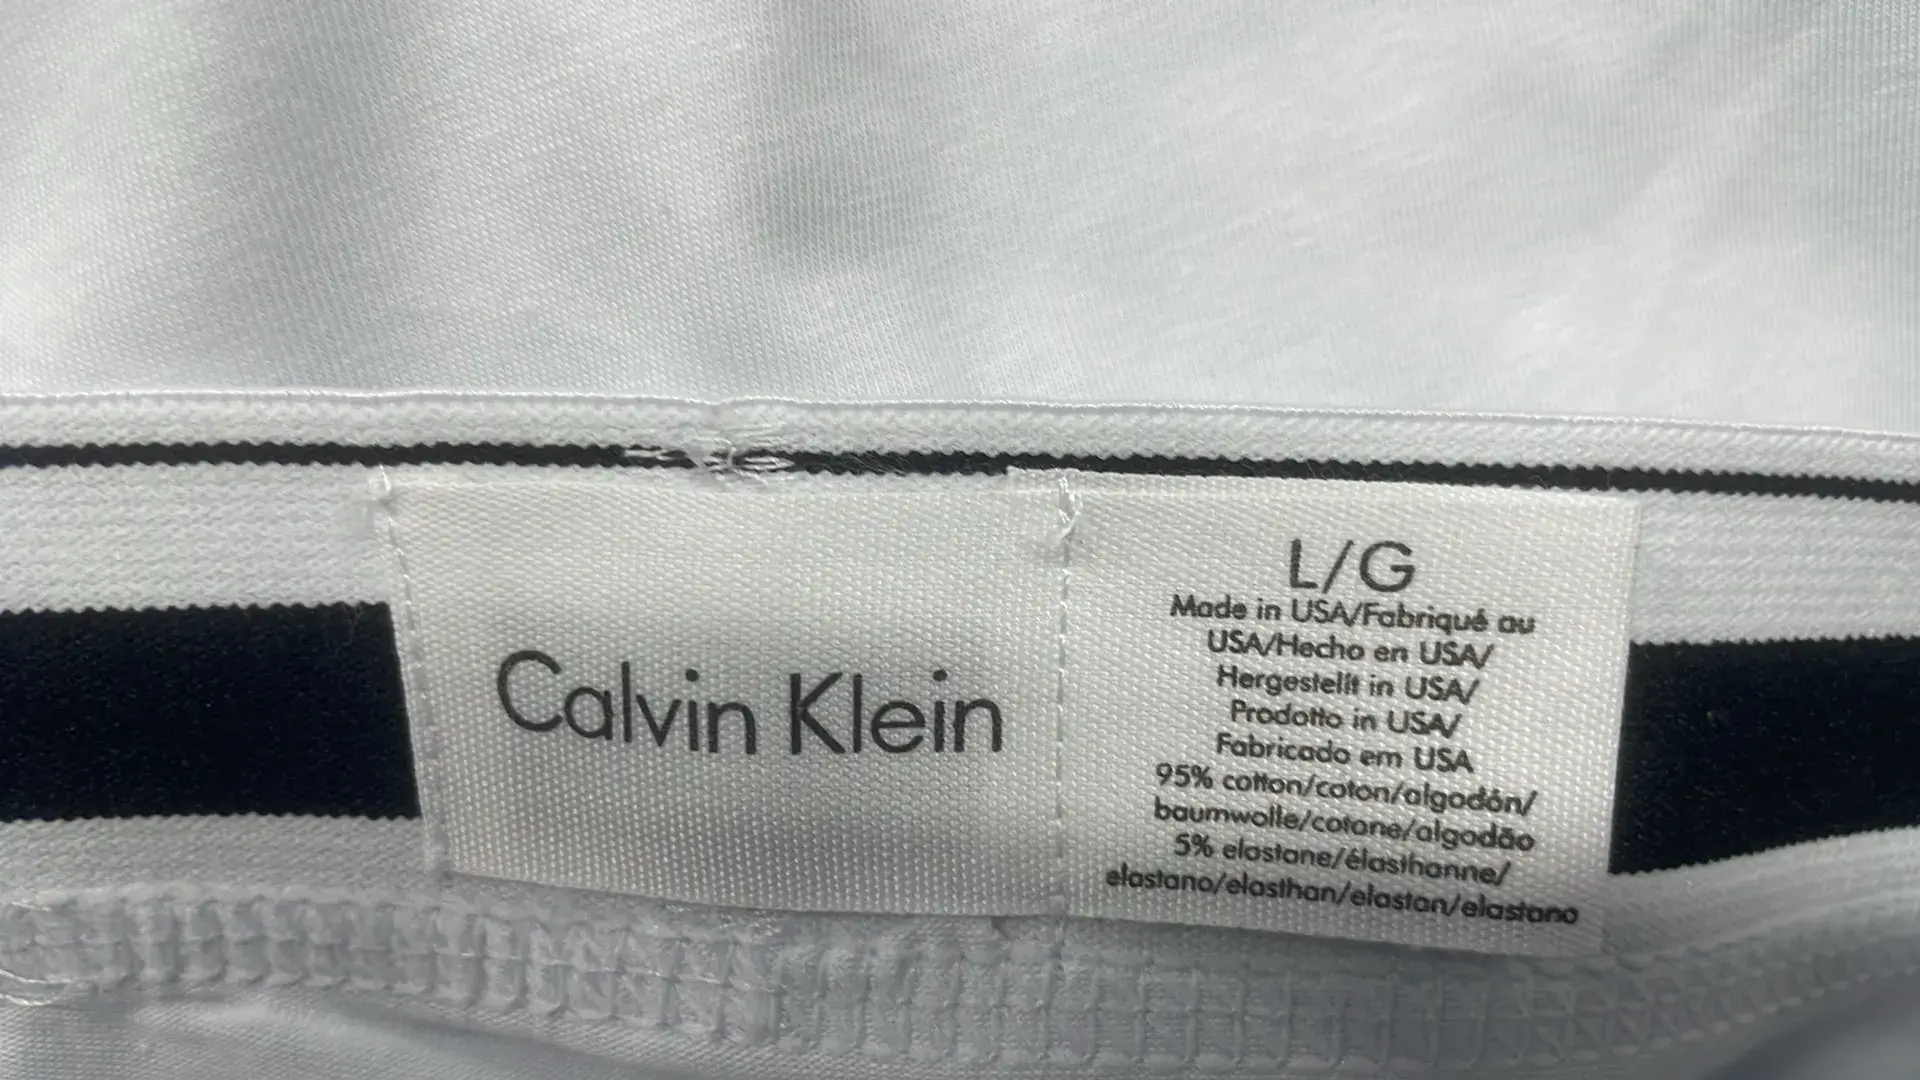 Calvin Klein
L/G
Made in USA/Fabriqué au
USA/Hecho en USA/
Hergestellt in USA/
Prodotto in USA/
Fabricado em USA
95% cotton/coton/algodón/
baumwolle/cotone/algodão
5% elastane/élasthanne/
elastano/elasthan/elastan/elastano